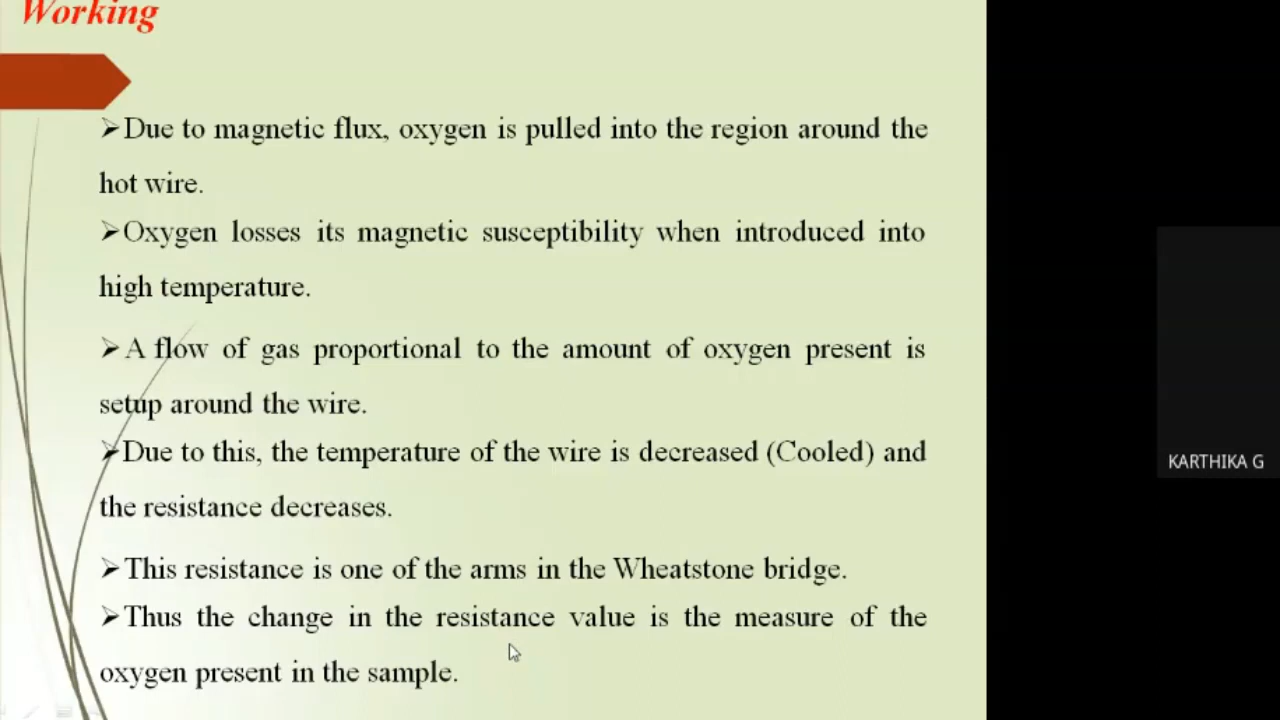 Working
➢Due to magnetic flux, oxygen is pulled into the region around the
hot wire.
➢Oxygen losses its magnetic susceptibility when introduced into
high temperature.
➢A flow of gas proportional to the amount of oxygen present is
setup around the wire.
➢Due to this, the temperature of the wire is decreased (Cooled) and
the resistance decreases.
➢This resistance is one of the arms in the Wheatstone bridge.
➢Thus the change in the resistance value is the measure of the
oxygen present in the sample.
KARTHIKA G